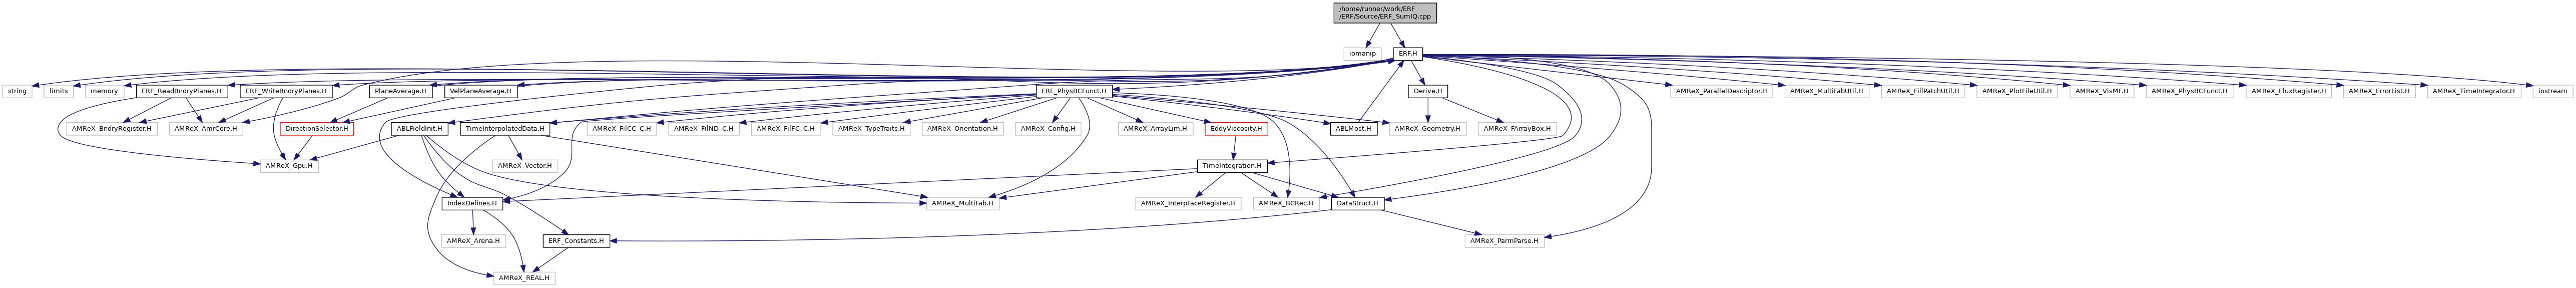 /home/runner/work/ERF
/ERF/Source/ERF_SumIQ.cpp
iomanip
ERF.H
string
limits
memory
ERF_ReadBndryPlanes.H
ERF_WriteBndryPlanes.H
PlaneAverage.H
VelPlaneAverage.H
ERF_PhysBCFunct.H
Derive.H
AMReX_ParallelDescriptor.H
AMReX_MultiFabUtil.H
AMReX_FillPatchUtil.H
AMReX_PlotFileUtil.H
AMReX_VisMF.H
AMReX_PhysBCFunct.H
AMReX_FluxRegister.H
AMReX_ErrorList.H
AMReX_TimeIntegrator.H
iostream
AMReX_BndryRegister.H
AMReX_AmrCore.H
DirectionSelector.H
ABLFieldInit.H
TimeInterpolatedData.H
AMReX_FilCC_C.H
AMReX_FilND_C.H
AMReX_FilFC_C.H
AMReX_TypeTraits.H
AMReX_Orientation.H
AMReX_Config.H
AMReX_ArrayLim.H
EddyViscosity.H
ABLMost.H
AMReX_Geometry.H
AMReX_FArrayBox.H
AMReX_Gpu.H
AMReX_Vector.H
TimeIntegration.H
IndexDefines.H
AMReX_MultiFab.H
AMReX_InterpFaceRegister.H
AMReX_BCRec.H
DataStruct.H
AMReX_Arena.H
ERF_Constants.H
AMReX_ParmParse.H
AMReX_REAL.H